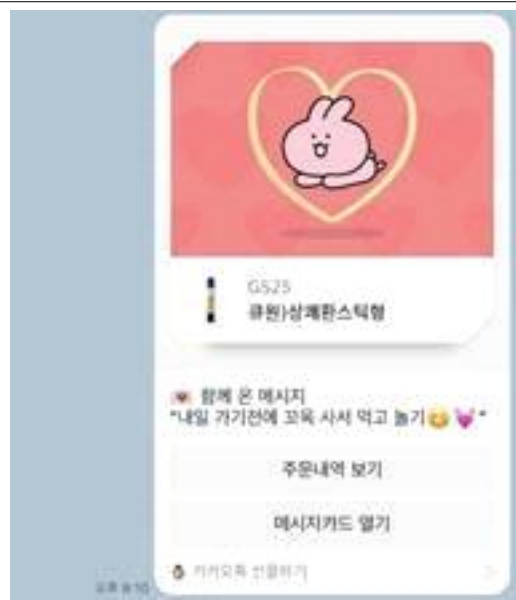 GS25
큐원)상쾌환스틱형
함께 온 메시지
"내일 가기전에 꼬옥 사서 먹고 놀기😊💓"
주문내역 보기
메시지카드 열기
카카오톡 선물하기